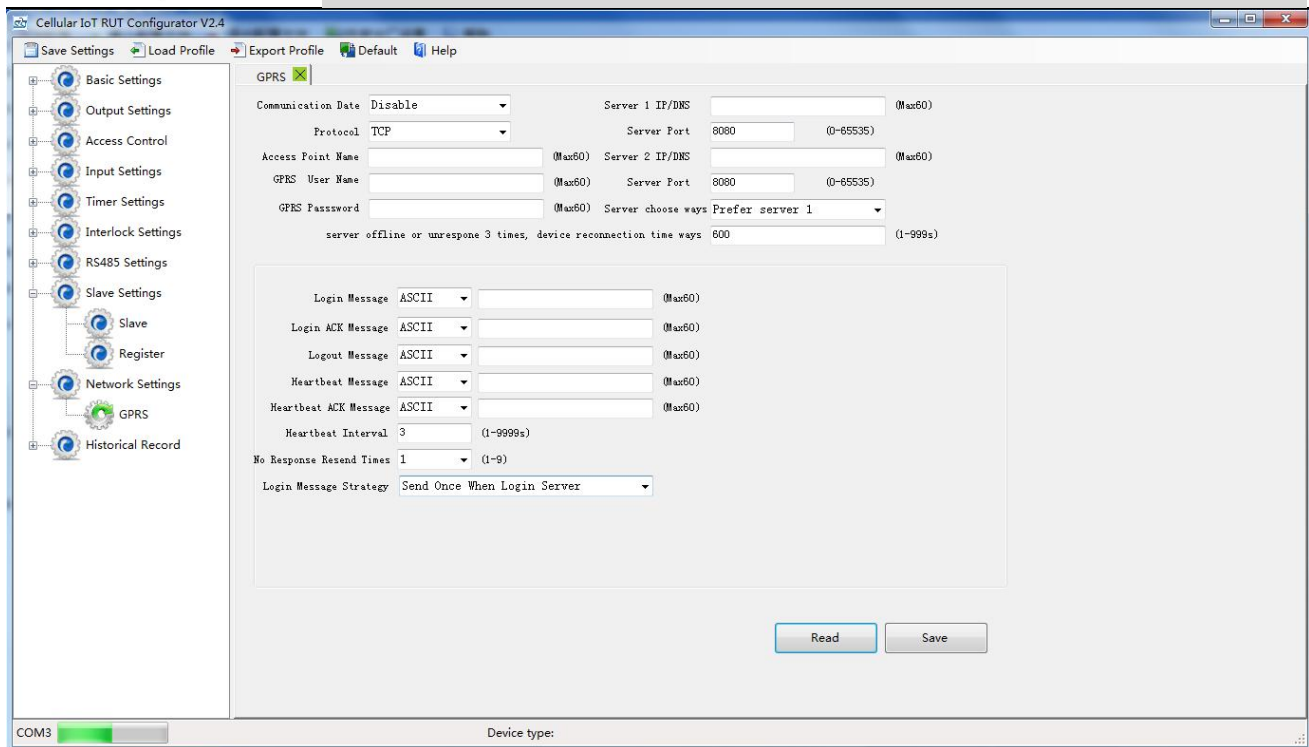 Cellular IoT RUT Configurator V2.4
Save Settings Load Profile Export Profile Default Help
Basic Settings
Output Settings
Access Control
Input Settings
Timer Settings
Interlock Settings
RS485 Settings
Slave Settings
Slave
Register
Network Settings
GPRS
Historical Record
GPRS
Communication Date Disable Server 1 IP/DNS (Max60)
Protocol TCP Server Port 8080 (0-65535)
Access Point Name (Max60) Server 2 IP/DNS (Max60)
GPRS User Name (Max60) Server Port 8080 (0-65535)
GPRS Passsword (Max60) Server choose ways Prefer server 1
server offline or unrespone 3 times, device reconnection time ways 600 (1-999s)
Login Message ASCII (Max60)
Login ACK Message ASCII (Max60)
Logout Message ASCII (Max60)
Heartbeat Message ASCII (Max60)
Heartbeat ACK Message ASCII (Max60)
Heartbeat Interval 3 (1-9999s)
No Response Resend Times 1 (1-9)
Login Message Strategy Send Once When Login Server
Read Save
COM3 Device type: